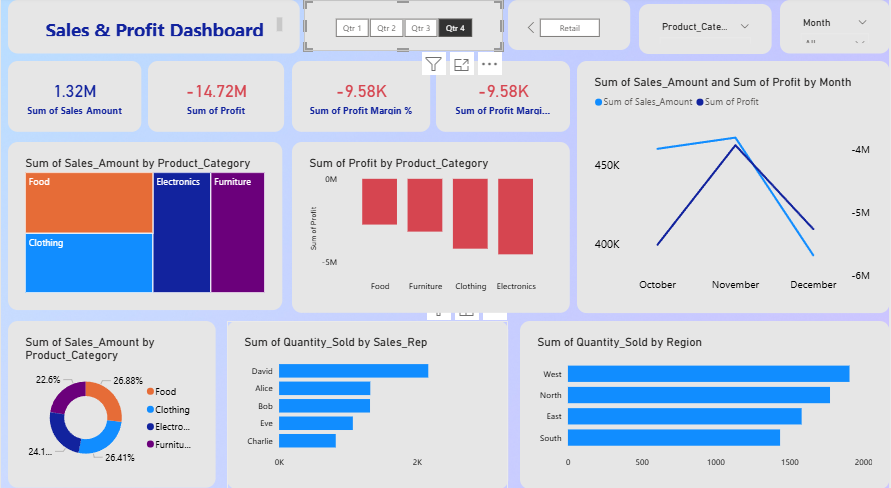 Sales & Profit Dashboard
Qtr 1 Qtr 2 Qtr 3 Qtr 4
Retail
Product_Cate...
Month
1.32M
Sum of Sales Amount
-14.72M
Sum of Profit
-9.58K
Sum of Profit Margin %
-9.58K
Sum of Profit Margi...
Sum of Sales_Amount and Sum of Profit by Month
Sum of Sales_Amount Sum of Profit
450K
400K
-4M
-5M
-6M
October November December
Sum of Sales_Amount by Product_Category
Food
Clothing
Electronics
Furniture
Sum of Profit by Product_Category
Sum of Profit
0M
-5M
Food Furniture Clothing Electronics
Sum of Sales_Amount by
Product_Category
22.6%
26.88%
24.1...
26.41%
Food
Clothing
Electro...
Furnitu...
Sum of Quantity_Sold by Sales_Rep
David
Alice
Bob
Eve
Charlie
0K 2K
Sum of Quantity_Sold by Region
West
North
East
South
0 500 1000 1500 2000